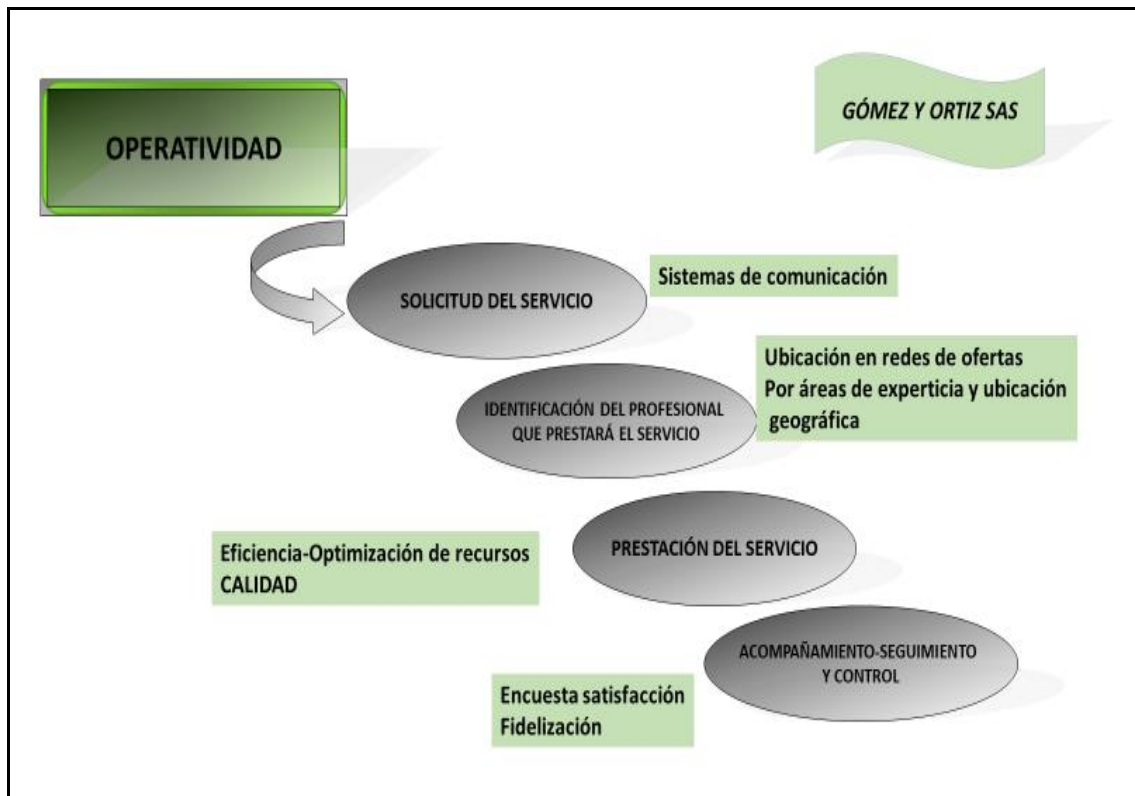 OPERATIVIDAD
GÓMEZ Y ORTIZ SAS
SOLICITUD DEL SERVICIO
Sistemas de comunicación
IDENTIFICACIÓN DEL PROFESIONAL
QUE PRESTARÁ EL SERVICIO
Ubicación en redes de ofertas
Por áreas de experticia y ubicación
geográfica
PRESTACIÓN DEL SERVICIO
Eficiencia-Optimización de recursos
CALIDAD
ACOMPAÑAMIENTO-SEGUIMIENTO
Y CONTROL
Encuesta satisfacción
Fidelización